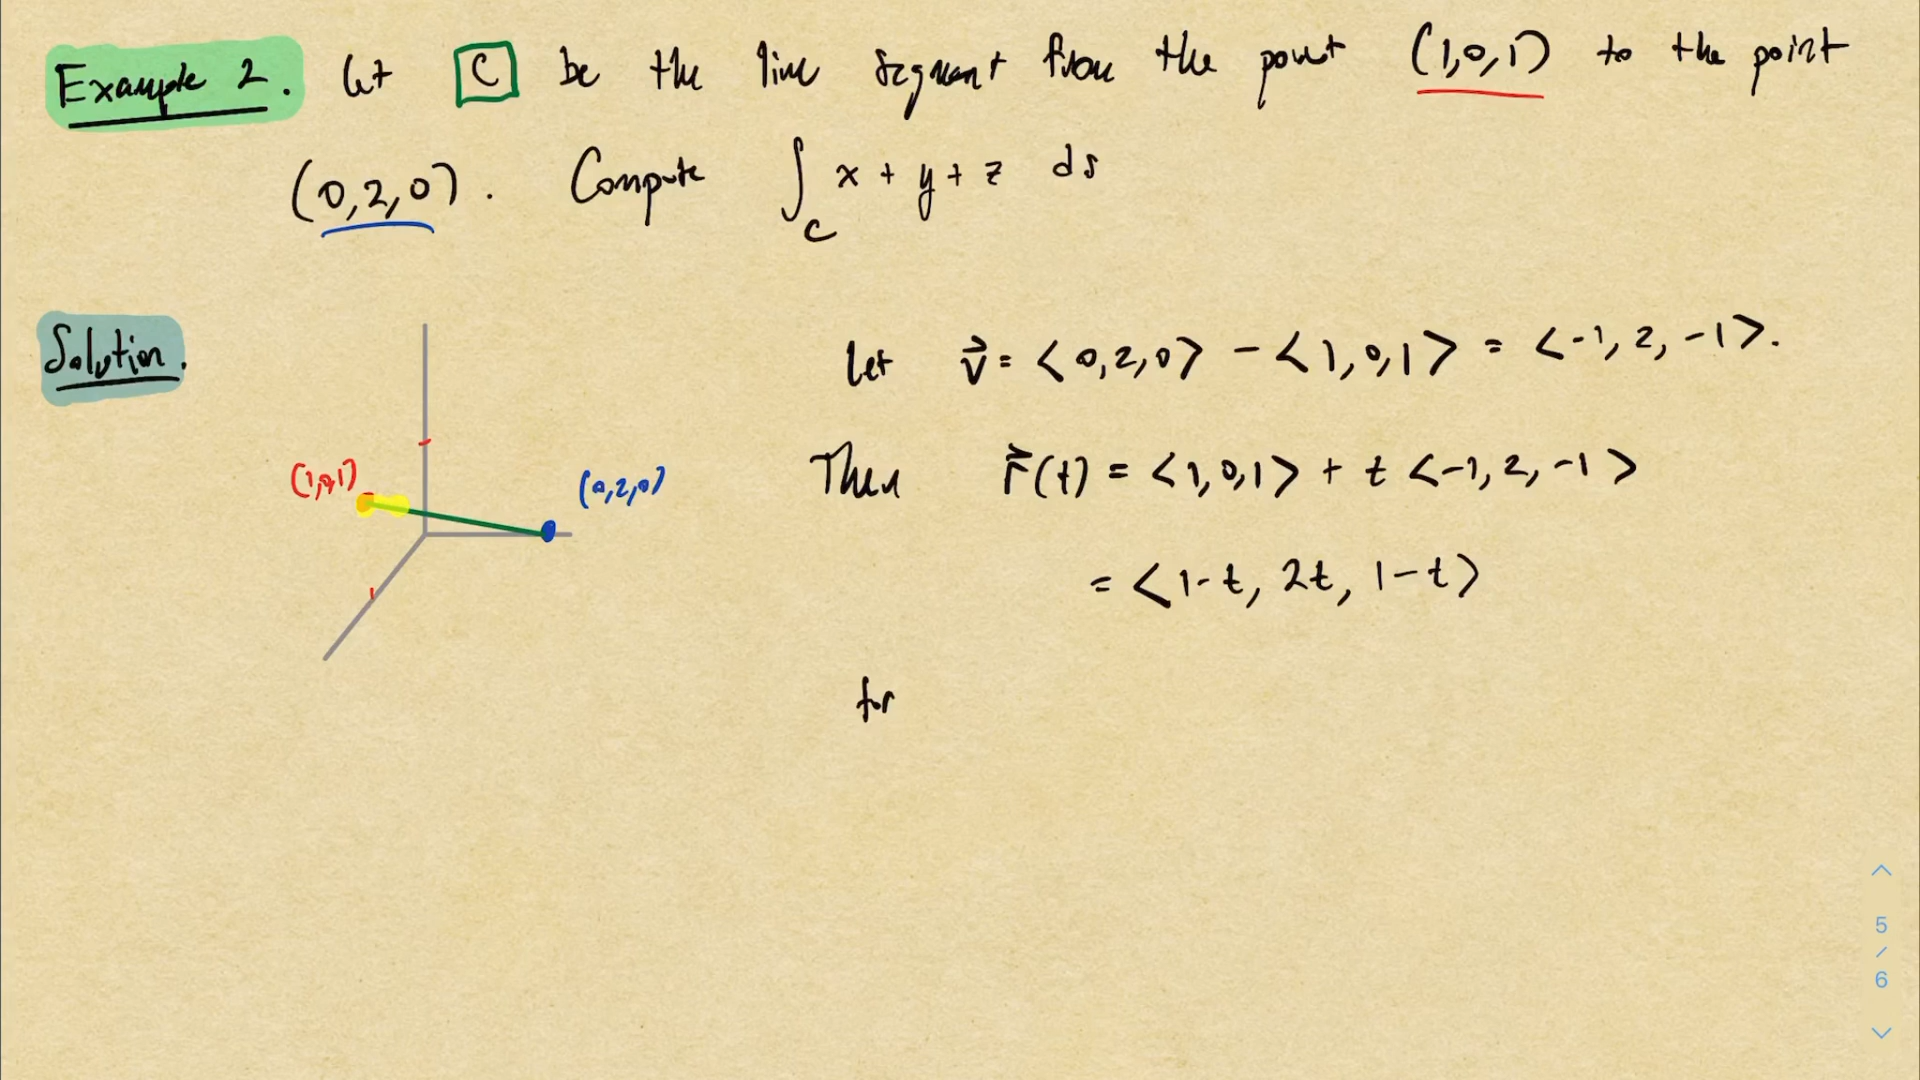 Example 2. Let C be the line segment from the point (1,0,1) to the point
(0,2,0). Compute ∫_C x + y + z ds
Solution.
Let v⃗ = <0,2,0> - <1,0,1> = <-1, 2, -1>.
(1,0,1)
(0,2,0)
Then r⃗(t) = <1,0,1> + t <-1, 2, -1>
= <1-t, 2t, 1-t>
for
5
/
6